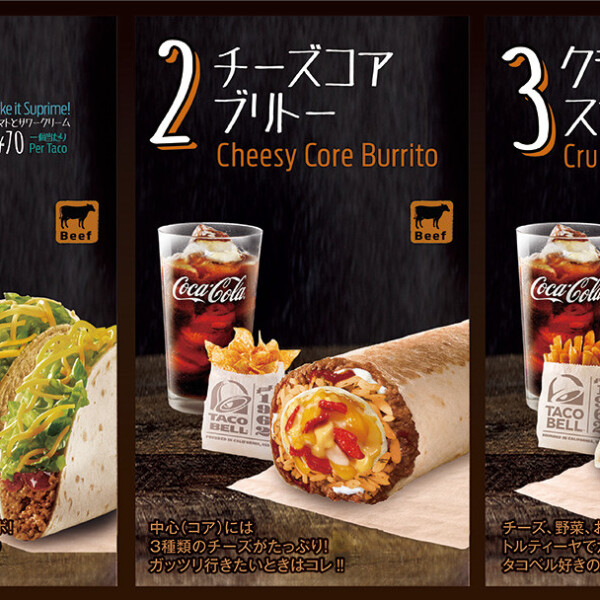 ke it Suprime!
マトとサワークリーム
¥70 一個当たり
Per Taco
Beef
2 チーズコア
ブリトー
Cheesy Core Burrito
Beef
Coca-Cola
TACO
BELL
中心（コア）には
3種類のチーズがたっぷり!
ガッツリ行きたいときはコレ!!
3 ク
ス
Cru
Coca-Cola
チーズ、野菜、お
トルティーヤで
タコベル好きの